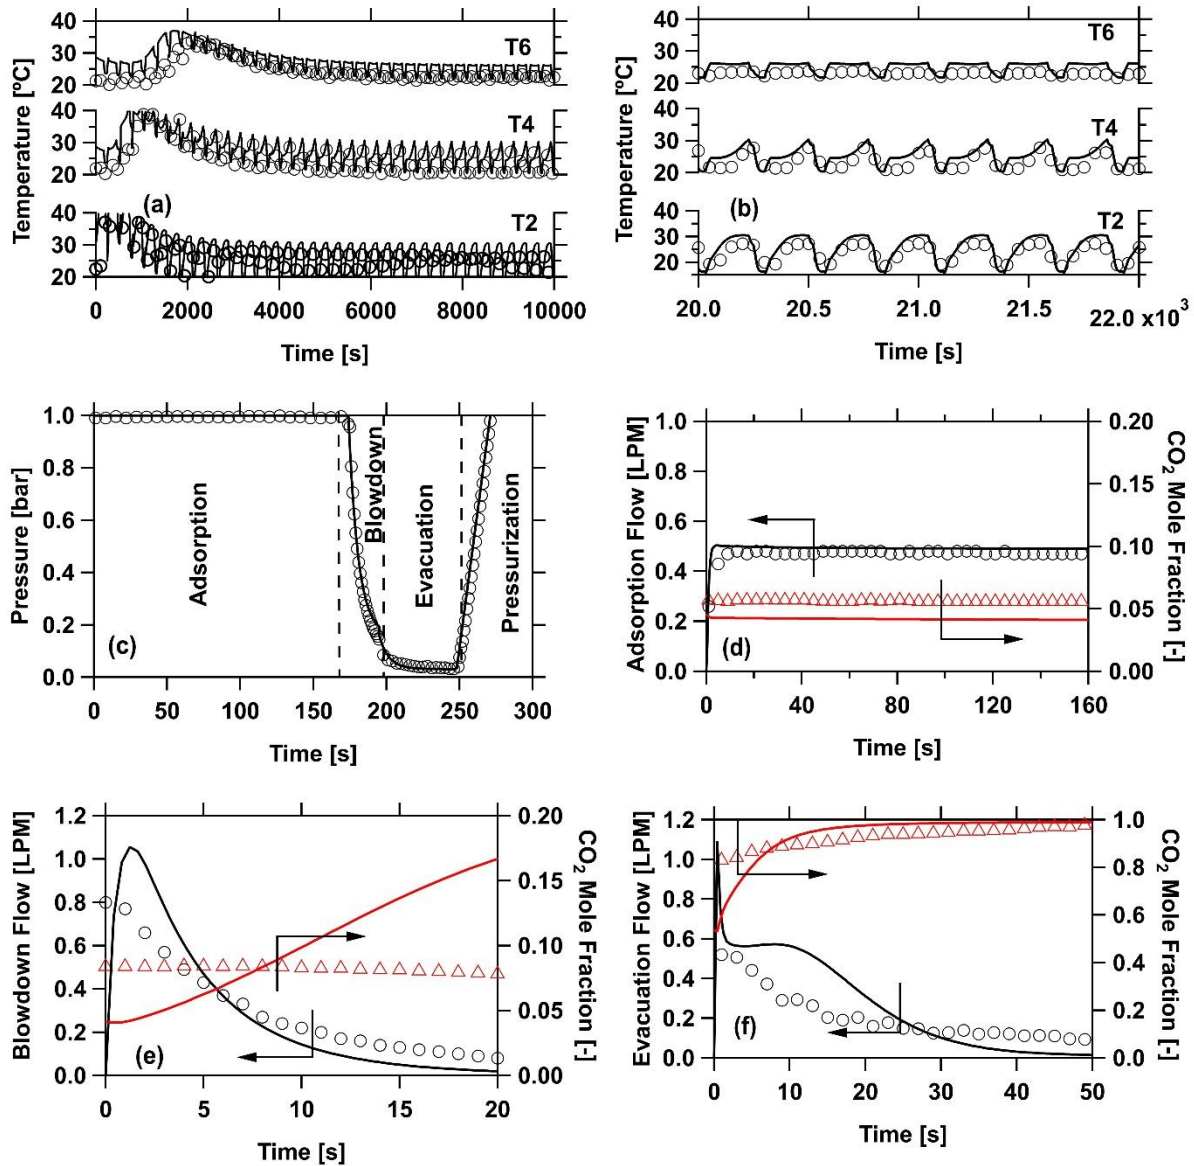 40
30
20
T6
40
30
20
T4
40
30
20
T2
(a)
Temperature [ºC]
0 2000 4000 6000 8000 10000
Time [s]
40
30
20
T6
40
30
20
T4
40
30
20
T2
(b)
Temperature [ºC]
20.0 20.5 21.0 21.5 22.0 x10³
Time [s]
1.0
0.8
0.6
0.4
0.2
0.0
Pressure [bar]
Adsorption
Blowdown
Evacuation
Pressurization
(c)
0 50 100 150 200 250 300
Time [s]
1.0
0.8
0.6
0.4
0.2
0.0
Adsorption Flow [LPM]
0.20
0.15
0.10
0.05
0.00
CO₂ Mole Fraction [-]
(d)
0 40 80 120 160
Time [s]
1.2
1.0
0.8
0.6
0.4
0.2
0.0
Blowdown Flow [LPM]
0.20
0.15
0.10
0.05
0.00
CO₂ Mole Fraction [-]
(e)
0 5 10 15 20
Time [s]
1.2
1.0
0.8
0.6
0.4
0.2
0.0
Evacuation Flow [LPM]
1.0
0.8
0.6
0.4
0.2
0.0
CO₂ Mole Fraction [-]
(f)
0 10 20 30 40 50
Time [s]